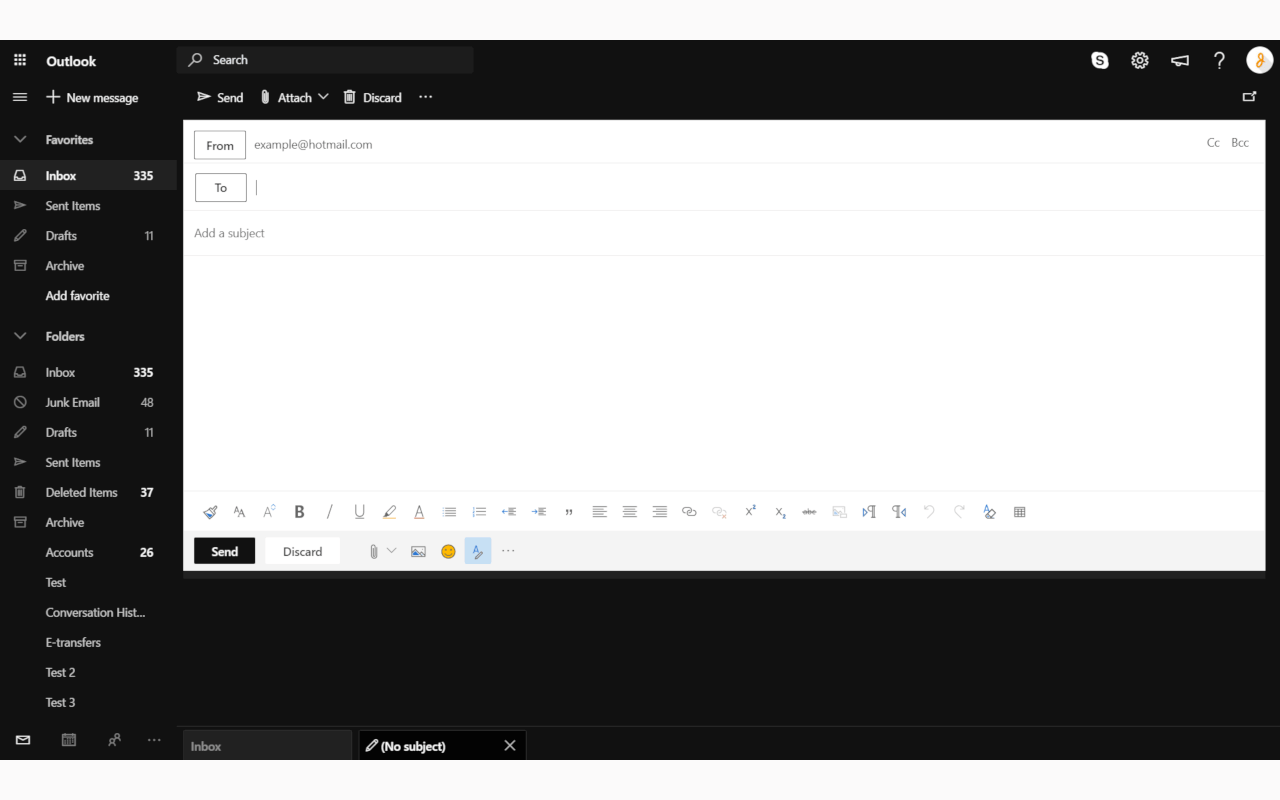 Outlook
Search
New message
Send
Attach
Discard
Favorites
From
example@hotmail.com
Cc
Bcc
Inbox 335
To
Sent Items
Add a subject
Drafts 11
Archive
Add favorite
Folders
Inbox 335
Junk Email 48
Drafts 11
Sent Items
Deleted Items 37
Archive
Accounts 26
Send
Discard
Test
Conversation Hist...
E-transfers
Test 2
Test 3
Inbox
(No subject)